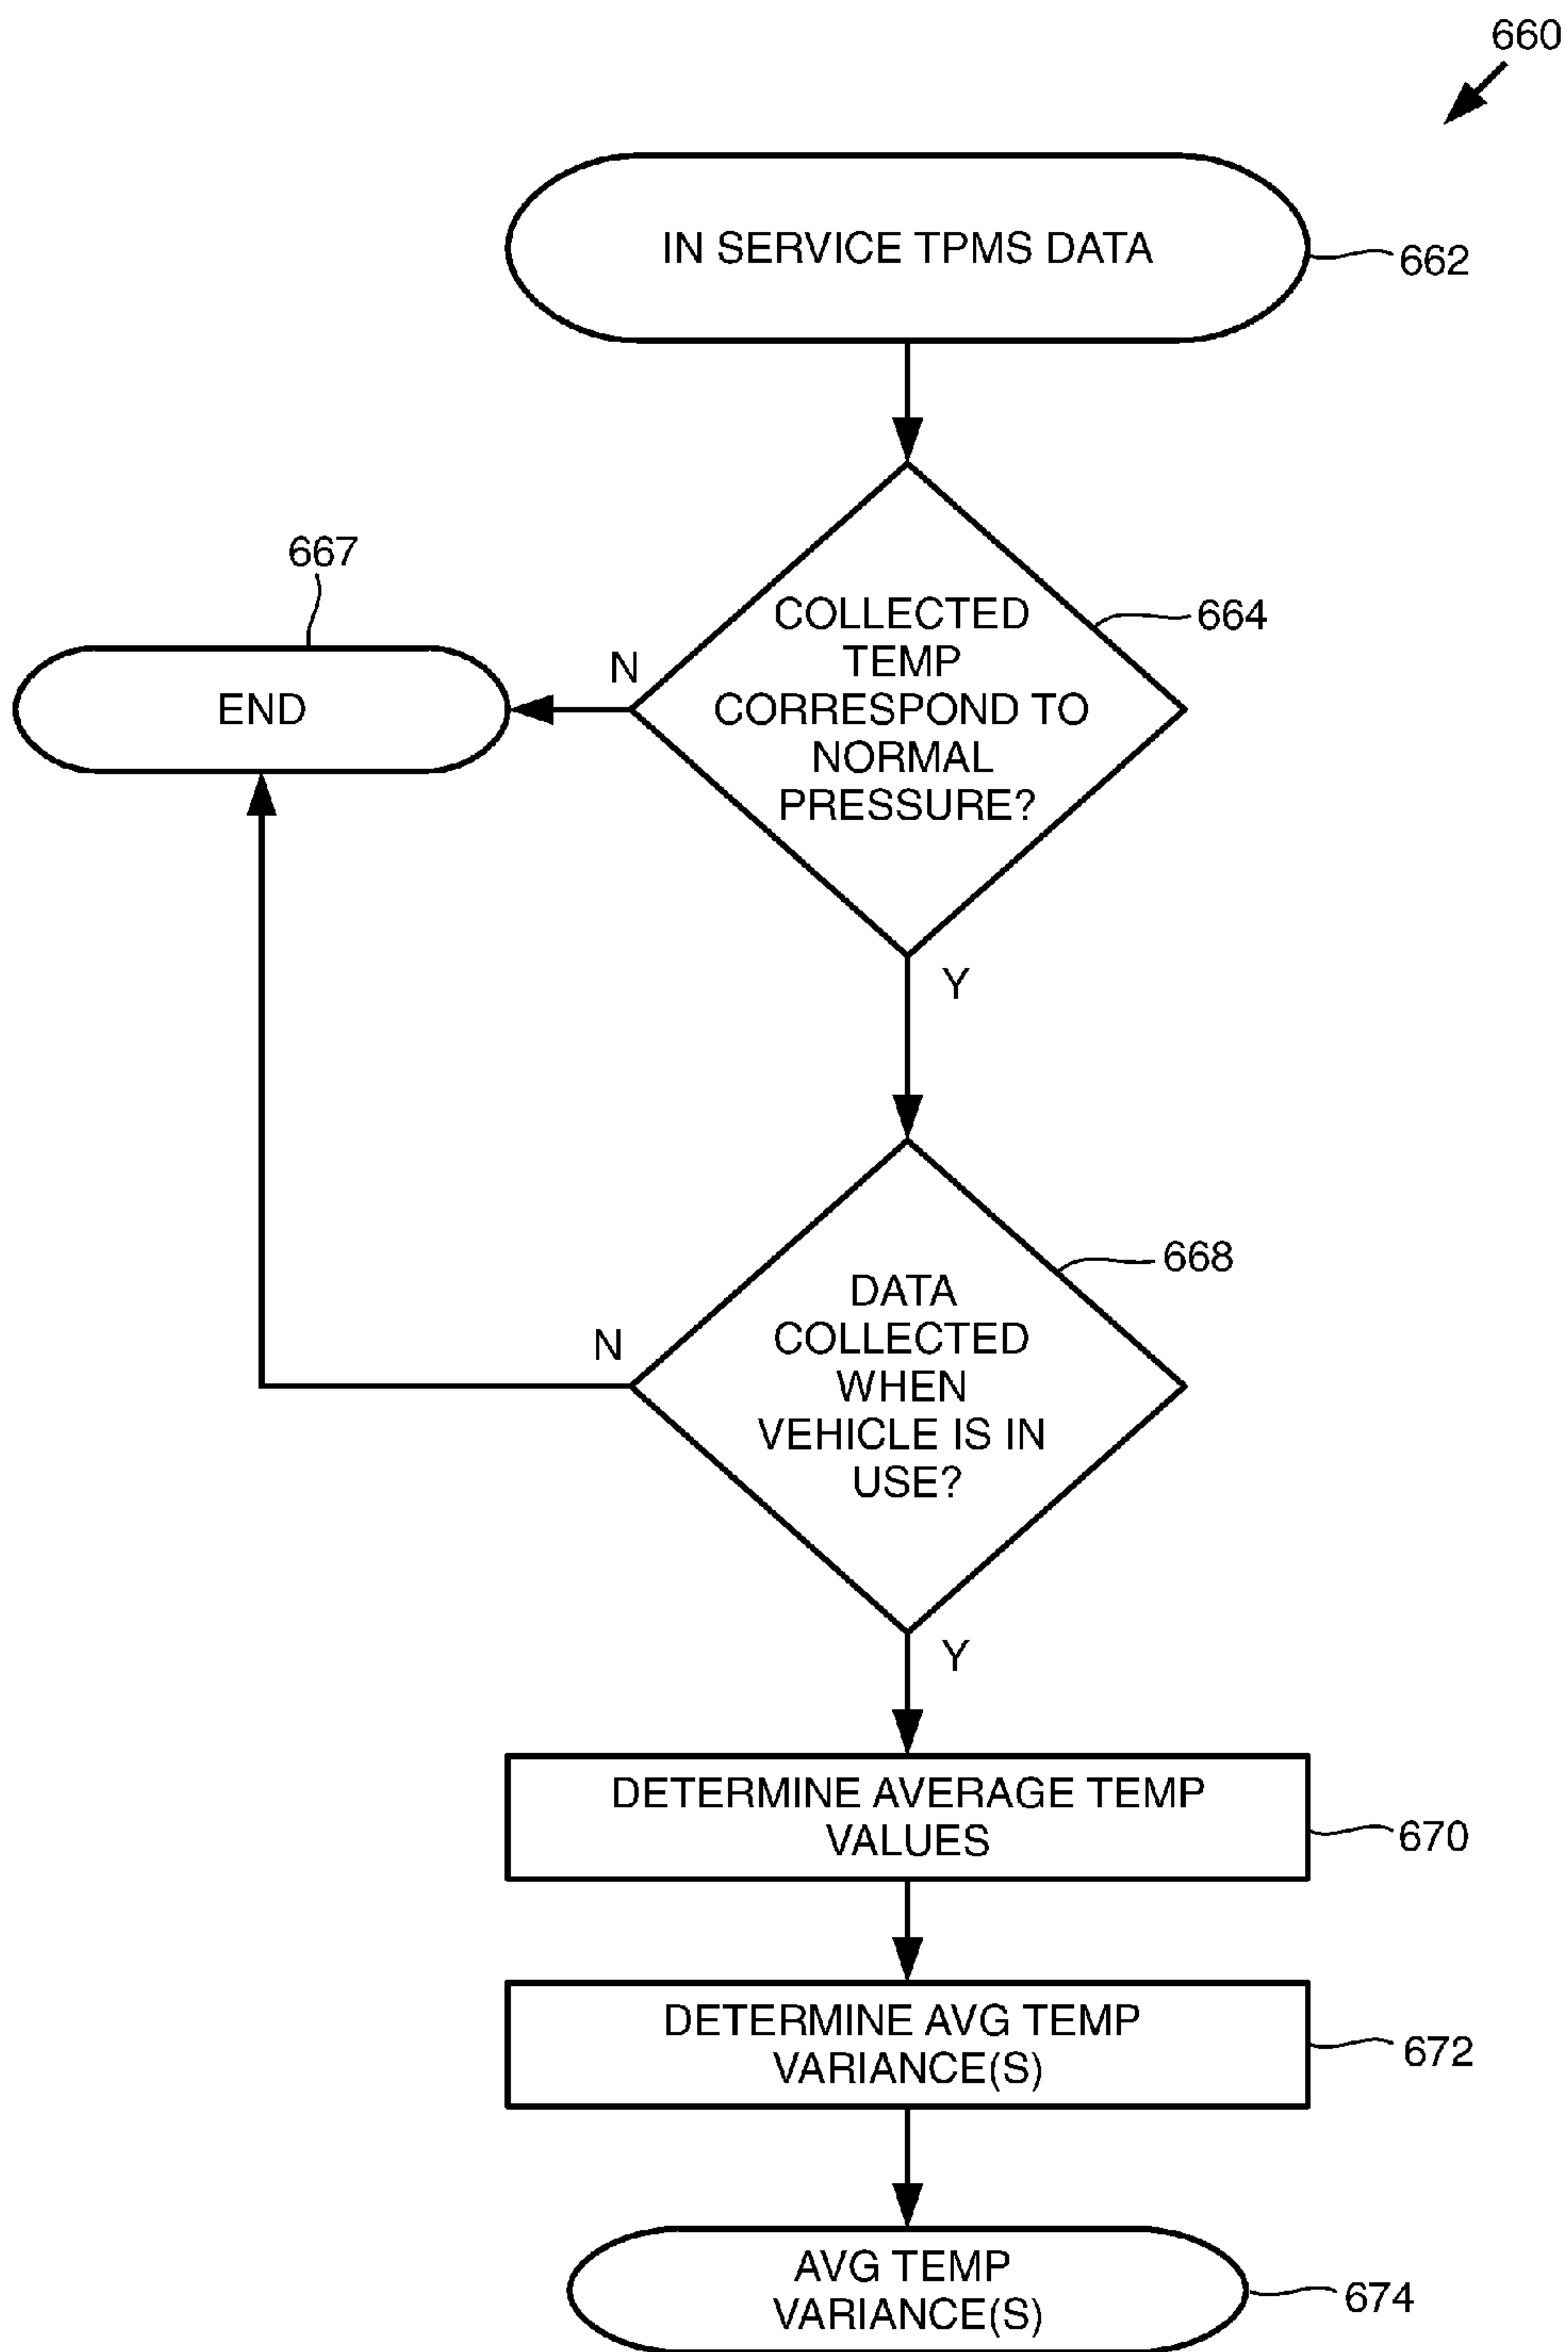 660
IN SERVICE TPMS DATA
662
667
END
N
COLLECTED
TEMP
CORRESPOND TO
NORMAL
PRESSURE?
664
Y
668
N
DATA
COLLECTED
WHEN
VEHICLE IS IN
USE?
Y
DETERMINE AVERAGE TEMP
VALUES
670
DETERMINE AVG TEMP
VARIANCE(S)
672
AVG TEMP
VARIANCE(S)
674